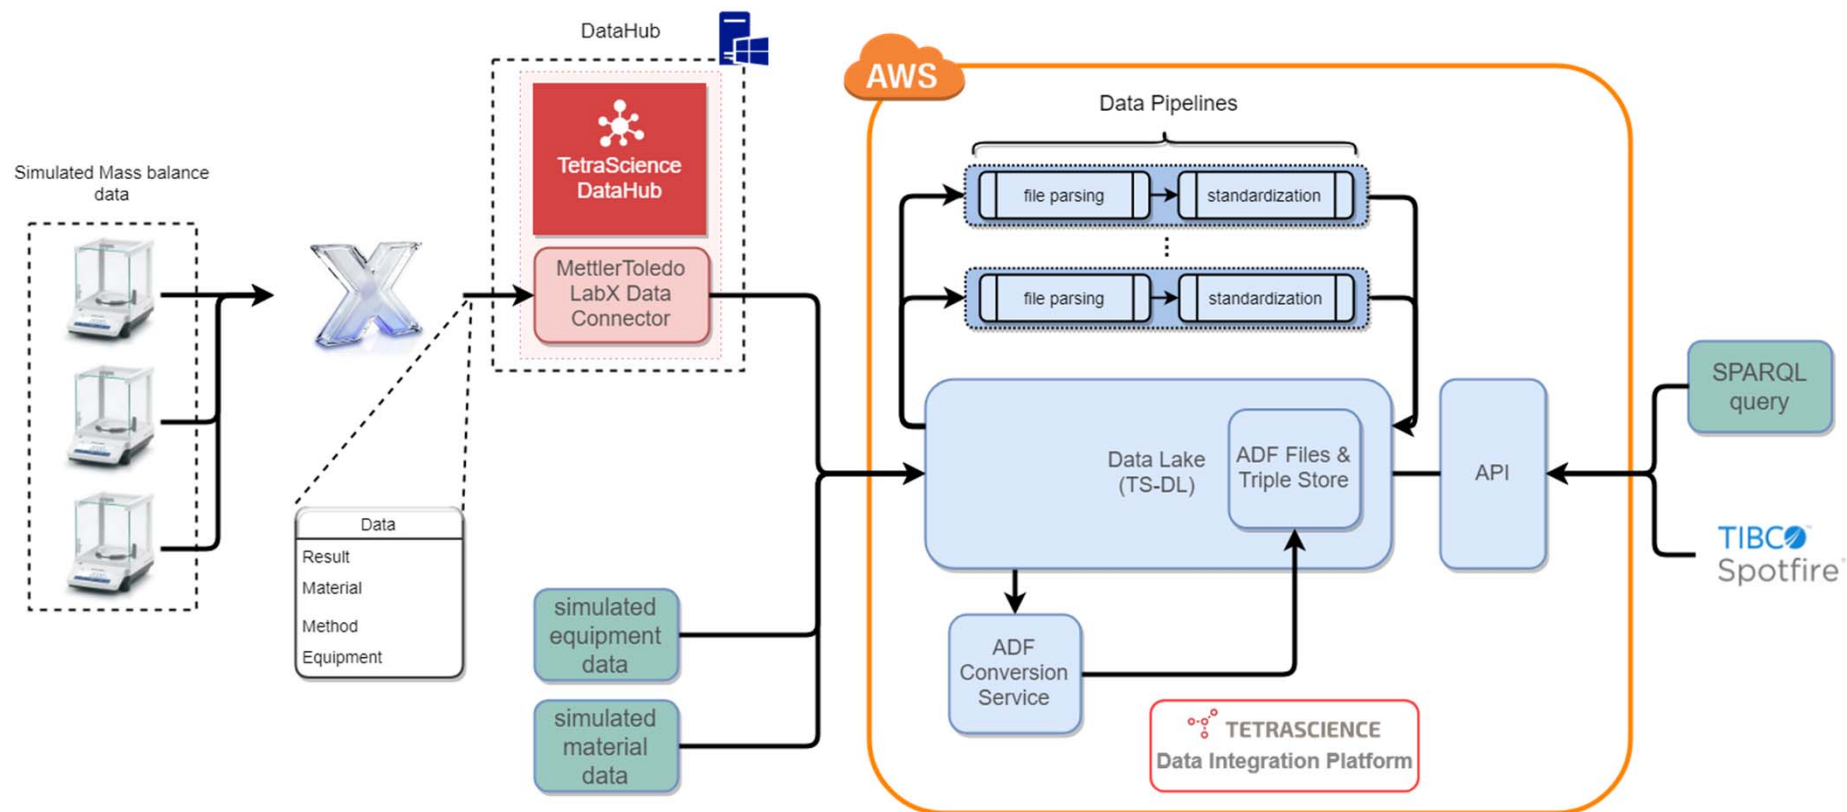 DataHub
AWS
Data Pipelines
TetraScience
DataHub
Simulated Mass balance
data
file parsing
standardization
MettlerToledo
LabX Data
Connector
file parsing
standardization
SPARQL
query
Data Lake
(TS-DL)
ADF Files &
Triple Store
API
Data
Result
Material
Method
Equipment
TIBCO™
Spotfire®
simulated
equipment
data
ADF
Conversion
Service
simulated
material
data
TETRASCIENCE
Data Integration Platform